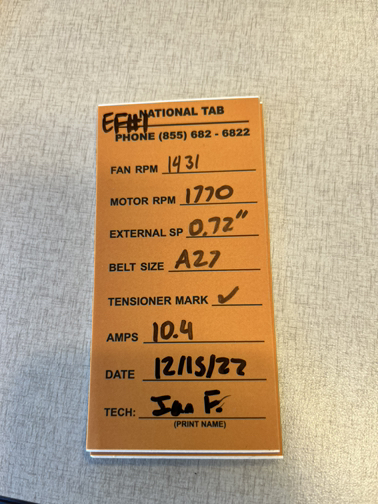 EF#1
NATIONAL TAB
PHONE (855) 682 - 6822
FAN RPM 1431
MOTOR RPM 1770
EXTERNAL SP 0.72"
BELT SIZE A27
TENSIONER MARK ✓
AMPS 10.4
DATE 12/15/22
TECH: Ian F.
(PRINT NAME)